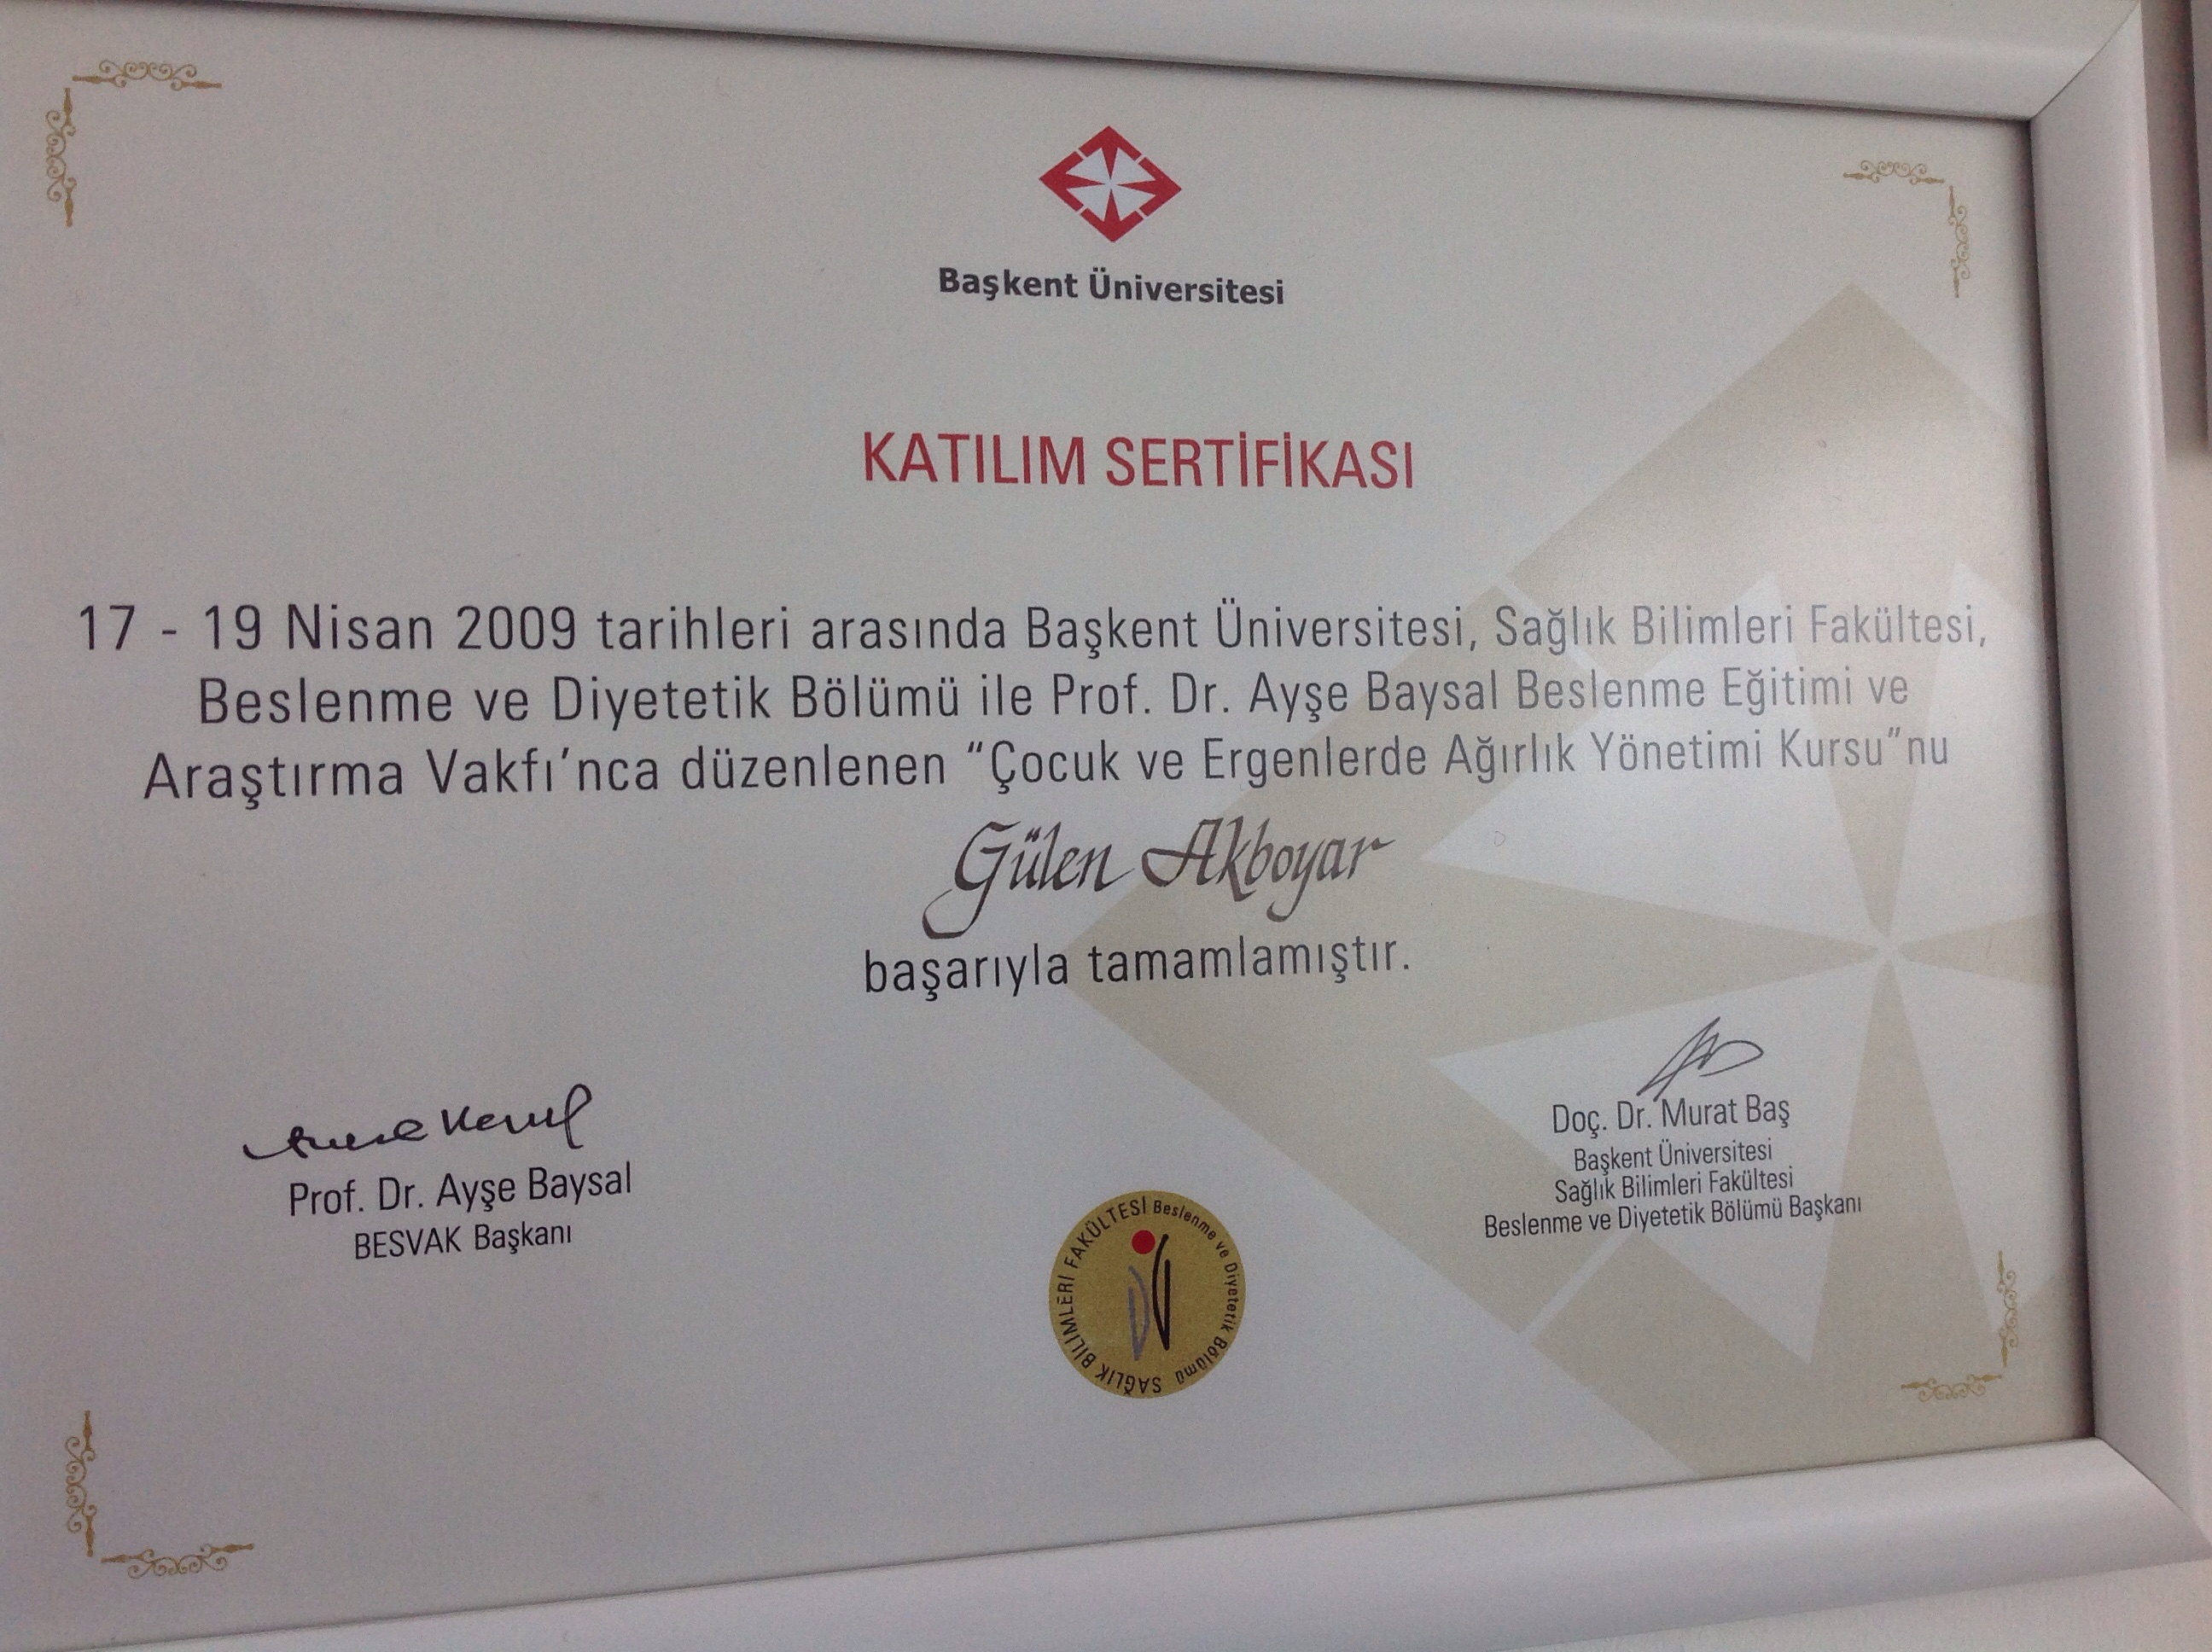 Başkent Üniversitesi
KATILIM SERTİFİKASI
17 - 19 Nisan 2009 tarihleri arasında Başkent Üniversitesi, Sağlık Bilimleri Fakültesi,
Beslenme ve Diyetetik Bölümü ile Prof. Dr. Ayşe Baysal Beslenme Eğitimi ve
Araştırma Vakfı'nca düzenlenen "Çocuk ve Ergenlerde Ağırlık Yönetimi Kursu"nu
Gülen Akboyar
başarıyla tamamlamıştır.
Prof. Dr. Ayşe Baysal
BESVAK Başkanı
Doç. Dr. Murat Baş
Başkent Üniversitesi
Sağlık Bilimleri Fakültesi
Beslenme ve Diyetetik Bölümü Başkanı
SAĞLIK BİLİMLERİ FAKÜLTESİ Beslenme ve Diyetetik Bölümü